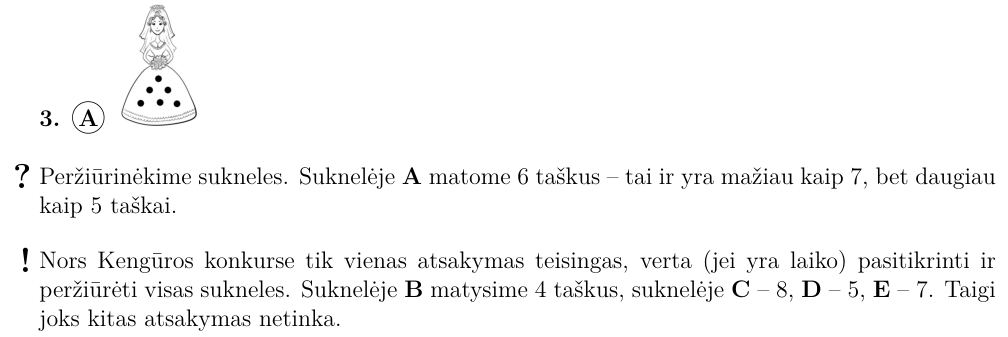 3. A
? Peržiūrinėkime sukneles. Suknelėje A matome 6 taškus – tai ir yra mažiau kaip 7, bet daugiau
kaip 5 taškai.
! Nors Kengūros konkurse tik vienas atsakymas teisingas, verta (jei yra laiko) pasitikrinti ir
peržiūrėti visas sukneles. Suknelėje B matysime 4 taškus, suknelėje C – 8, D – 5, E – 7. Taigi
joks kitas atsakymas netinka.